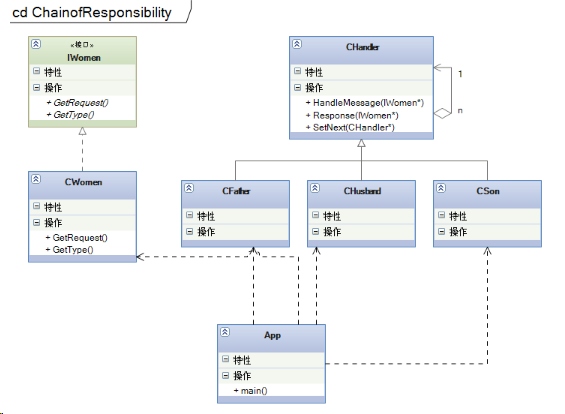 cd ChainofResponsibility
«接口»
IWomen
特性
操作
+ GetRequest()
+ GetType()
CHandler
特性
操作
+ HandleMessage(IWomen*)
+ Response(IWomen*)
+ SetNext(CHandler*)
1
n
CWomen
特性
操作
+ GetRequest()
+ GetType()
CFather
特性
操作
CHusband
特性
操作
CSon
特性
操作
App
特性
操作
+ main()